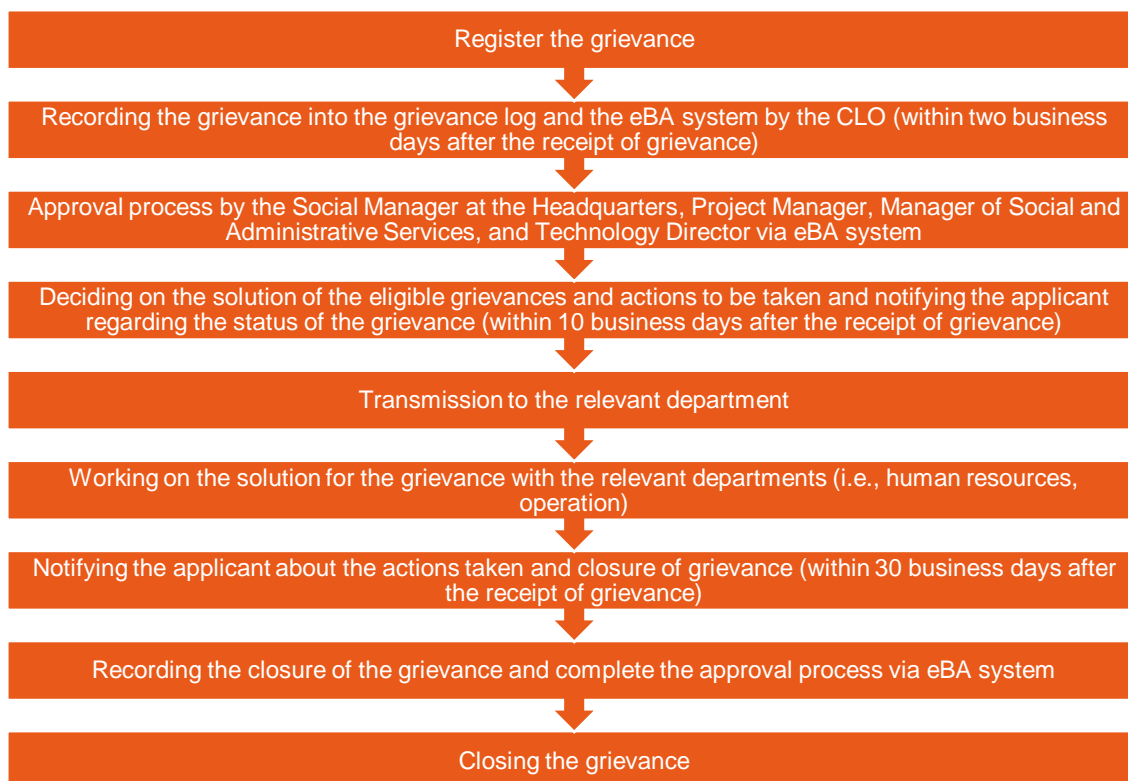 Register the grievance
Recording the grievance into the grievance log and the eBA system by the CLO (within two business
days after the receipt of grievance)
Approval process by the Social Manager at the Headquarters, Project Manager, Manager of Social and
Administrative Services, and Technology Director via eBA system
Deciding on the solution of the eligible grievances and actions to be taken and notifying the applicant
regarding the status of the grievance (within 10 business days after the receipt of grievance)
Transmission to the relevant department
Working on the solution for the grievance with the relevant departments (i.e., human resources,
operation)
Notifying the applicant about the actions taken and closure of grievance (within 30 business days after
the receipt of grievance)
Recording the closure of the grievance and complete the approval process via eBA system
Closing the grievance